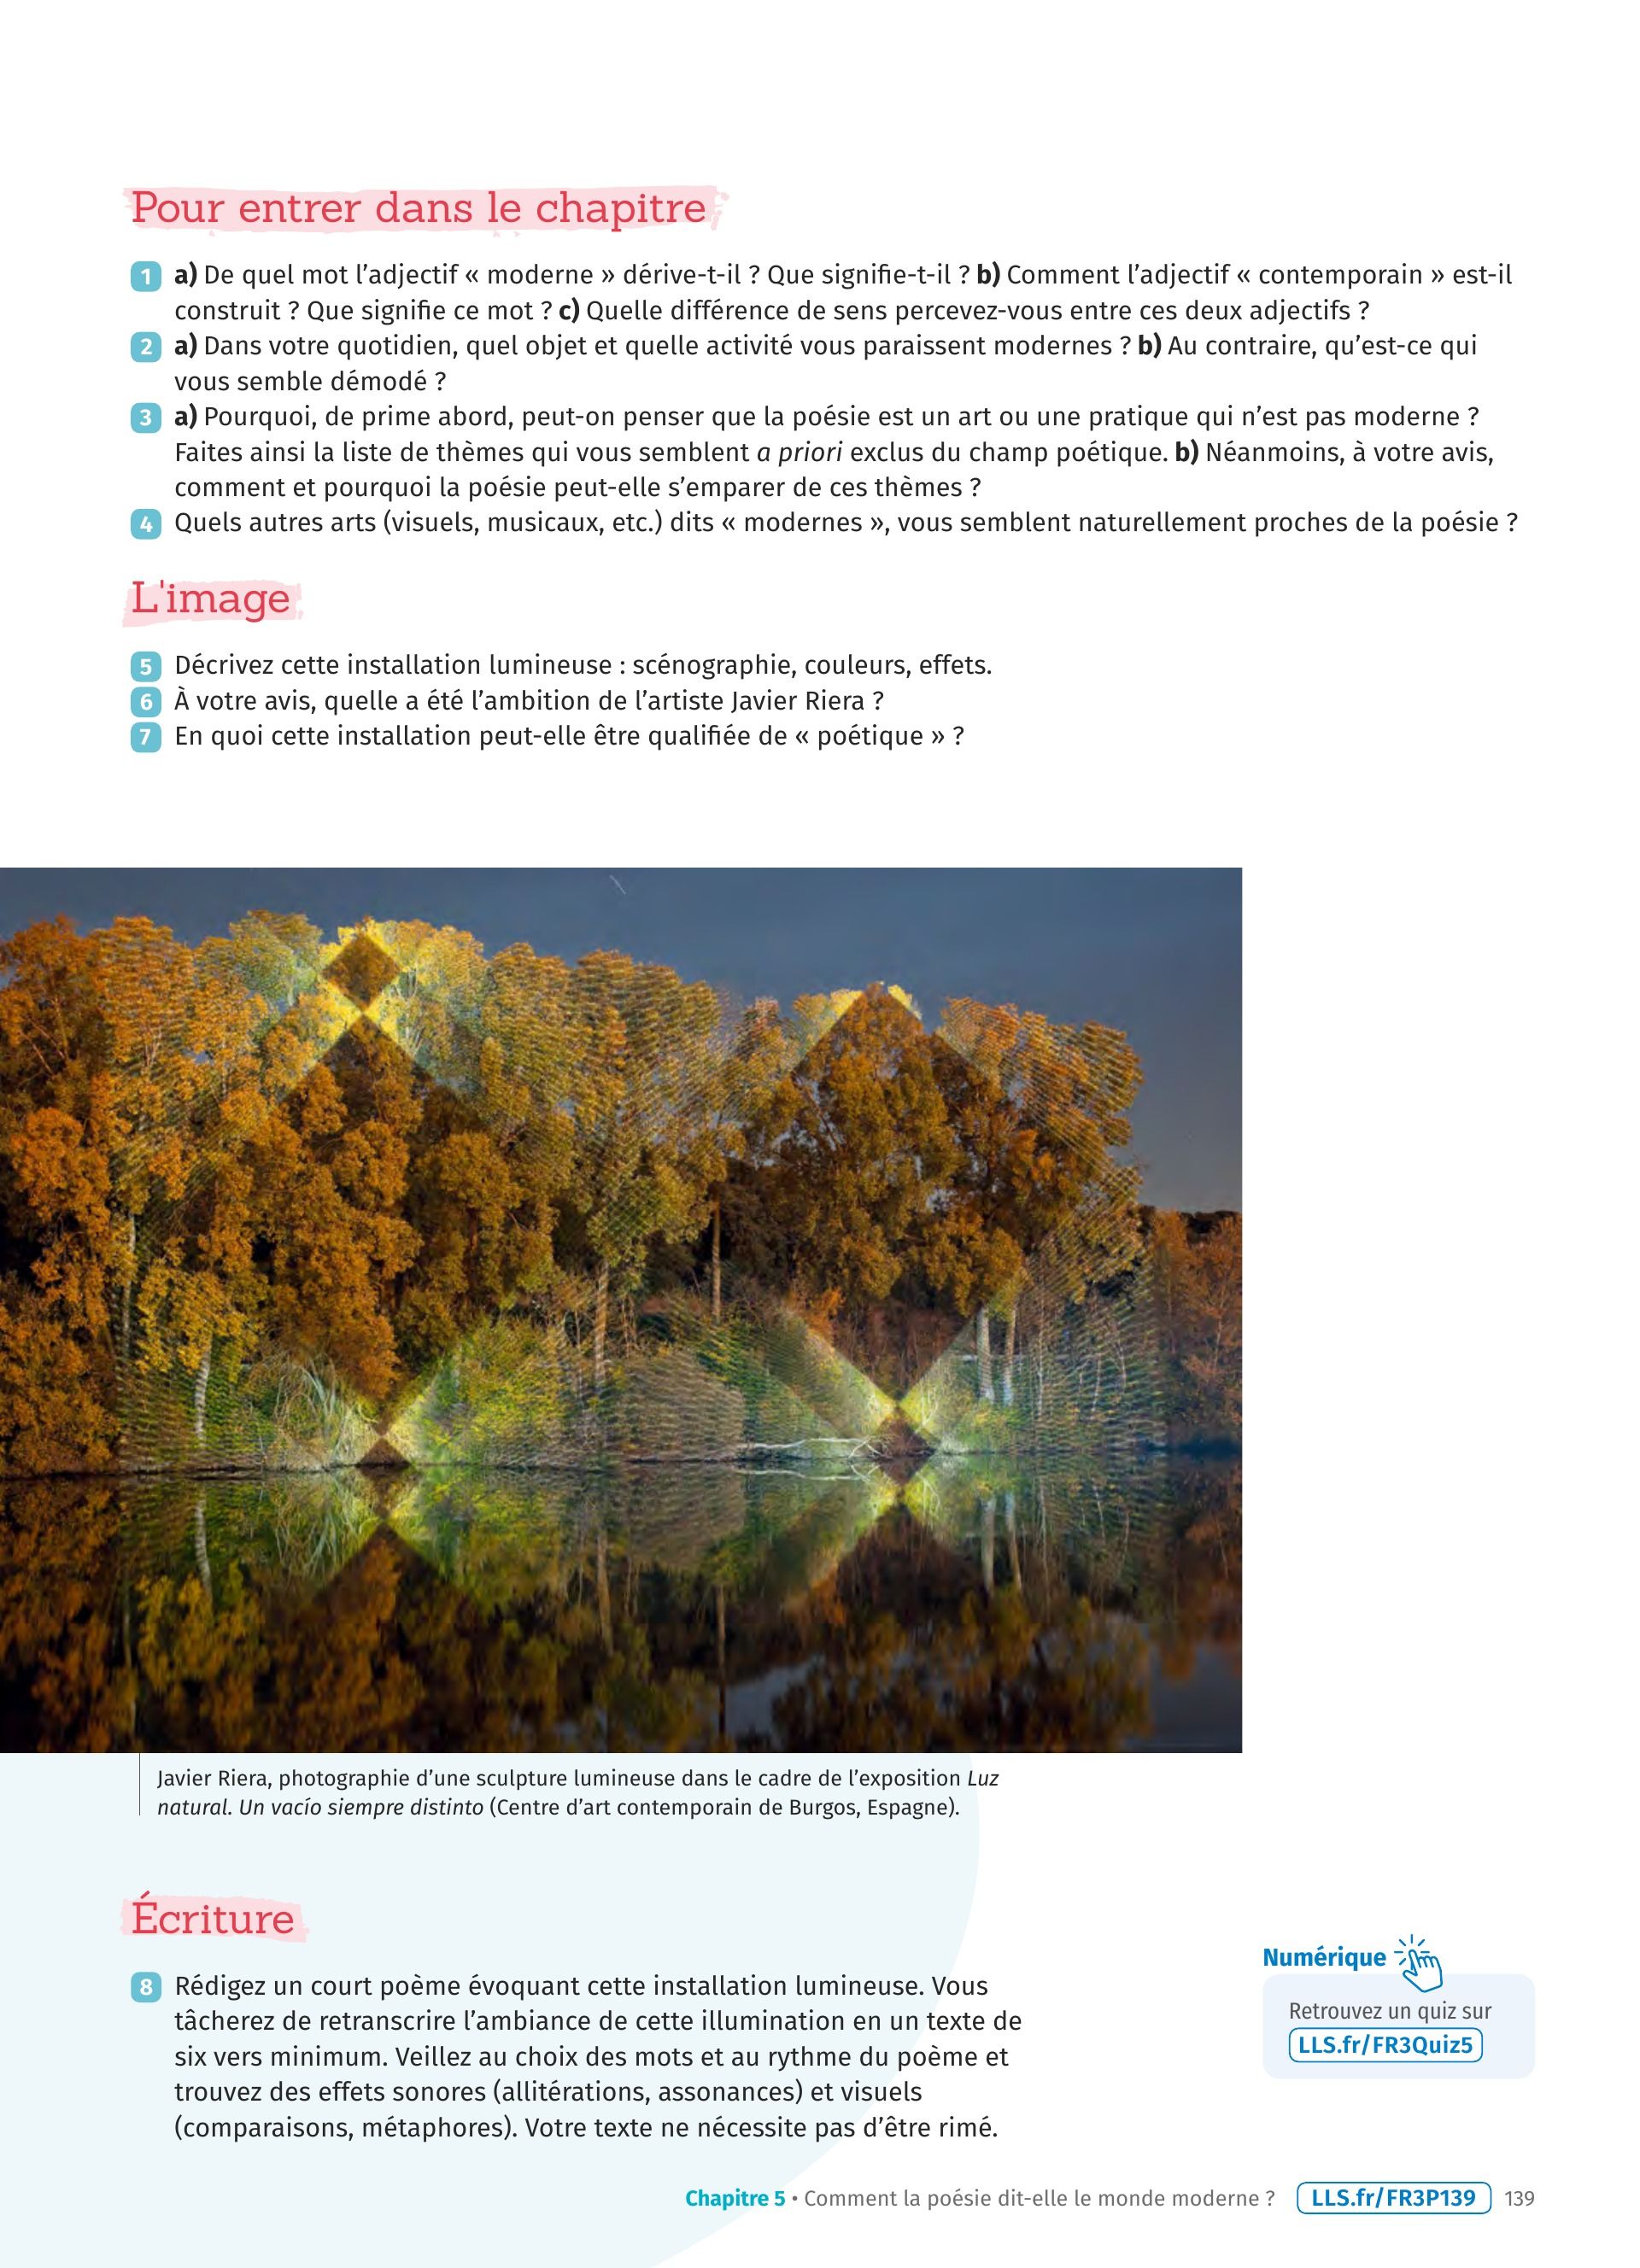 Pour entrer dans le chapitre
1 a) De quel mot l’adjectif « moderne » dérive-t-il ? Que signifie-t-il ? b) Comment l’adjectif « contemporain » est-il
construit ? Que signifie ce mot ? c) Quelle différence de sens percevez-vous entre ces deux adjectifs ?
2 a) Dans votre quotidien, quel objet et quelle activité vous paraissent modernes ? b) Au contraire, qu’est-ce qui
vous semble démodé ?
3 a) Pourquoi, de prime abord, peut-on penser que la poésie est un art ou une pratique qui n’est pas moderne ?
Faites ainsi la liste de thèmes qui vous semblent a priori exclus du champ poétique. b) Néanmoins, à votre avis,
comment et pourquoi la poésie peut-elle s’emparer de ces thèmes ?
4 Quels autres arts (visuels, musicaux, etc.) dits « modernes », vous semblent naturellement proches de la poésie ?
L'image
5 Décrivez cette installation lumineuse : scénographie, couleurs, effets.
6 À votre avis, quelle a été l’ambition de l’artiste Javier Riera ?
7 En quoi cette installation peut-elle être qualifiée de « poétique » ?
Javier Riera, photographie d’une sculpture lumineuse dans le cadre de l’exposition Luz
natural. Un vacío siempre distinto (Centre d’art contemporain de Burgos, Espagne).
Écriture
8 Rédigez un court poème évoquant cette installation lumineuse. Vous
tâcherez de retranscrire l’ambiance de cette illumination en un texte de
six vers minimum. Veillez au choix des mots et au rythme du poème et
trouvez des effets sonores (allitérations, assonances) et visuels
(comparaisons, métaphores). Votre texte ne nécessite pas d’être rimé.
Numérique
Retrouvez un quiz sur
LLS.fr/FR3Quiz5
Chapitre 5 • Comment la poésie dit-elle le monde moderne ? LLS.fr/FR3P139 139